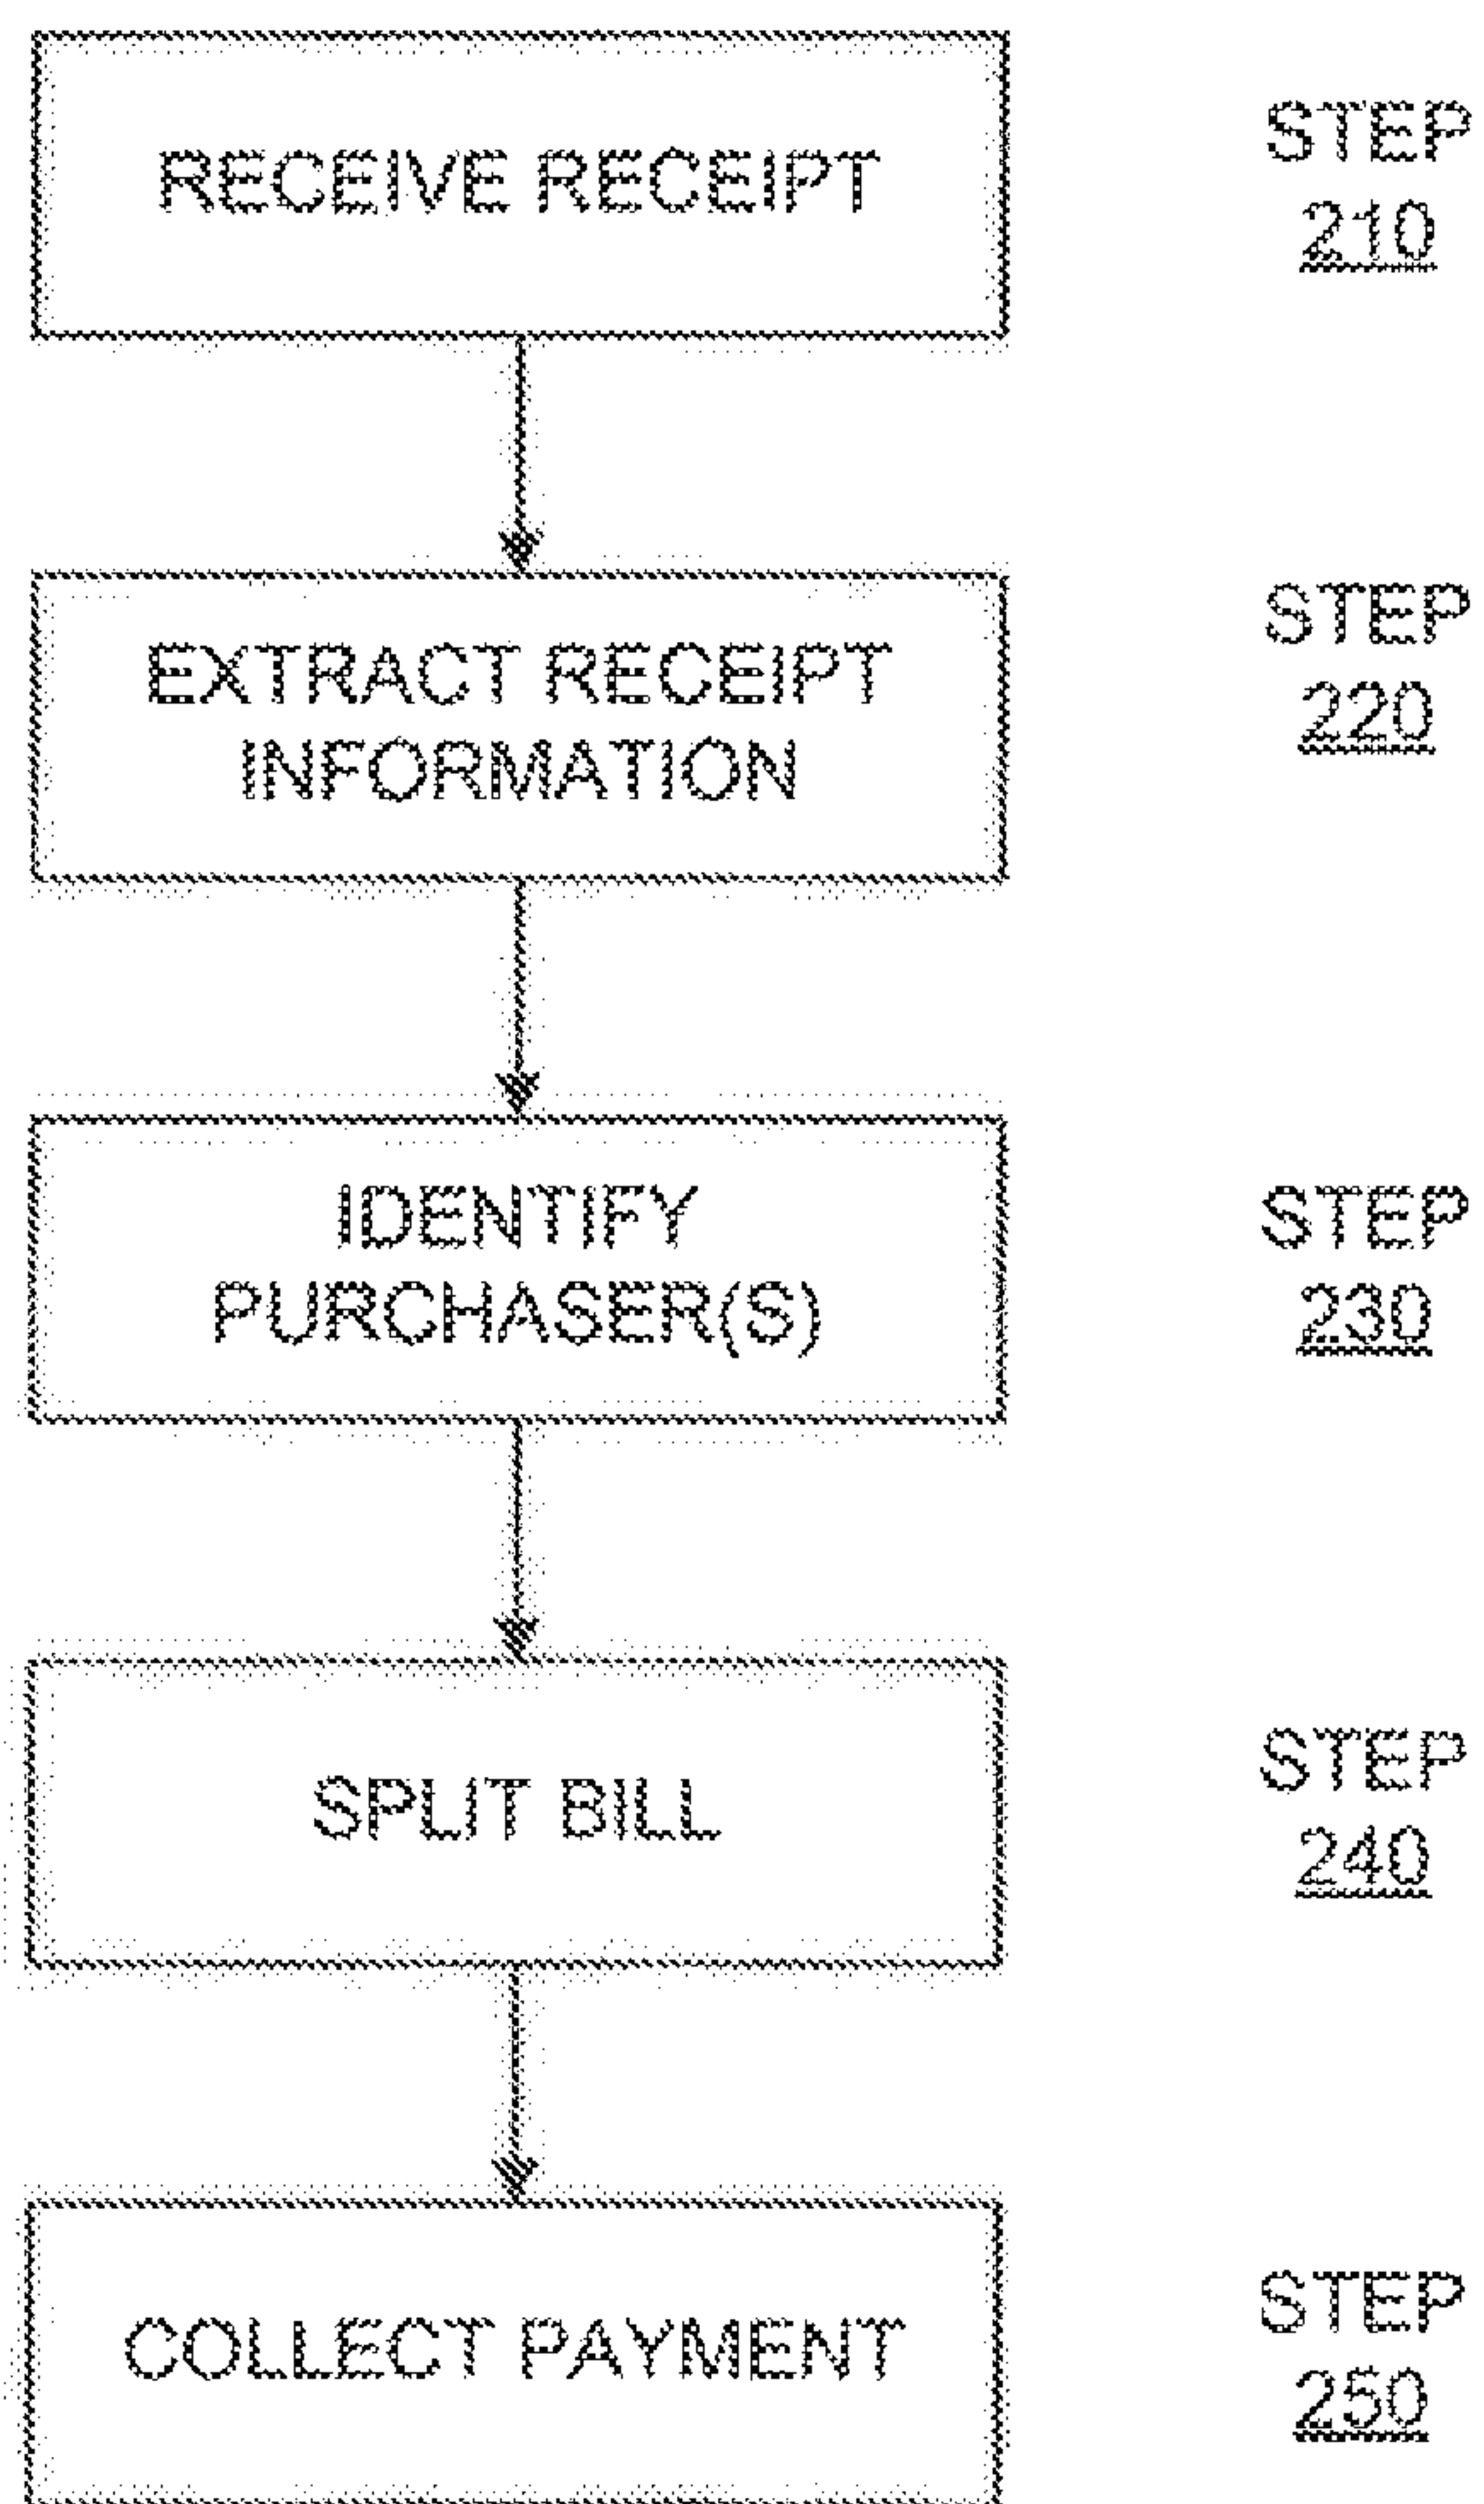 RECEIVE RECEIPT
STEP
210
EXTRACT RECEIPT
INFORMATION
STEP
220
IDENTIFY
PURCHASER(S)
STEP
230
SPLIT BILL
STEP
240
COLLECT PAYMENT
STEP
250